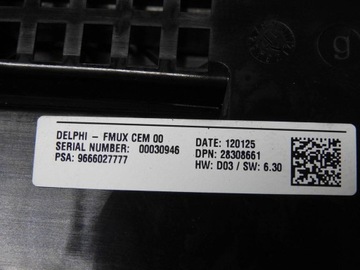 g
DELPHI - FMUX CEM 00
SERIAL NUMBER: 00030946
PSA: 9666027777
DATE: 120125
DPN: 28308661
HW: D03 / SW: 6.30